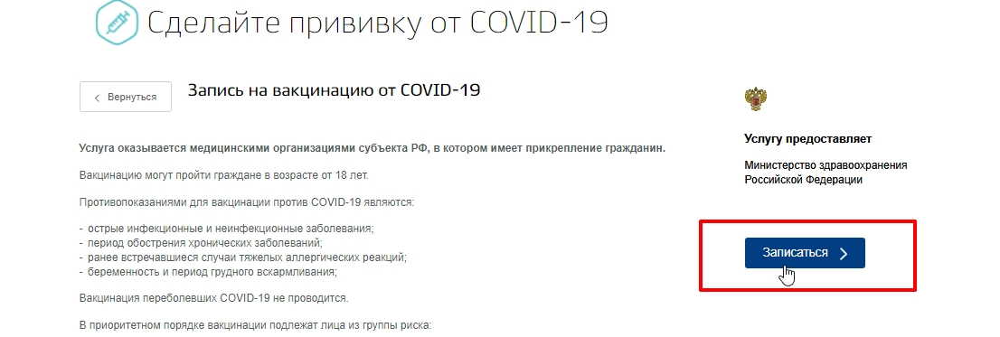 Сделайте прививку от COVID-19
Вернуться
Запись на вакцинацию от COVID-19
Услуга оказывается медицинскими организациями субъекта РФ, в котором имеет прикрепление гражданин.
Вакцинацию могут пройти граждане в возрасте от 18 лет.
Противопоказаниями для вакцинации против COVID-19 являются:
- острые инфекционные и неинфекционные заболевания;
- период обострения хронических заболеваний;
- ранее встречавшиеся случаи тяжелых аллергических реакций;
- беременность и период грудного вскармливания;
Вакцинация переболевших COVID-19 не проводится.
В приоритетном порядке вакцинации подлежат лица из группы риска:
Услугу предоставляет
Министерство здравоохранения
Российской Федерации
Записаться